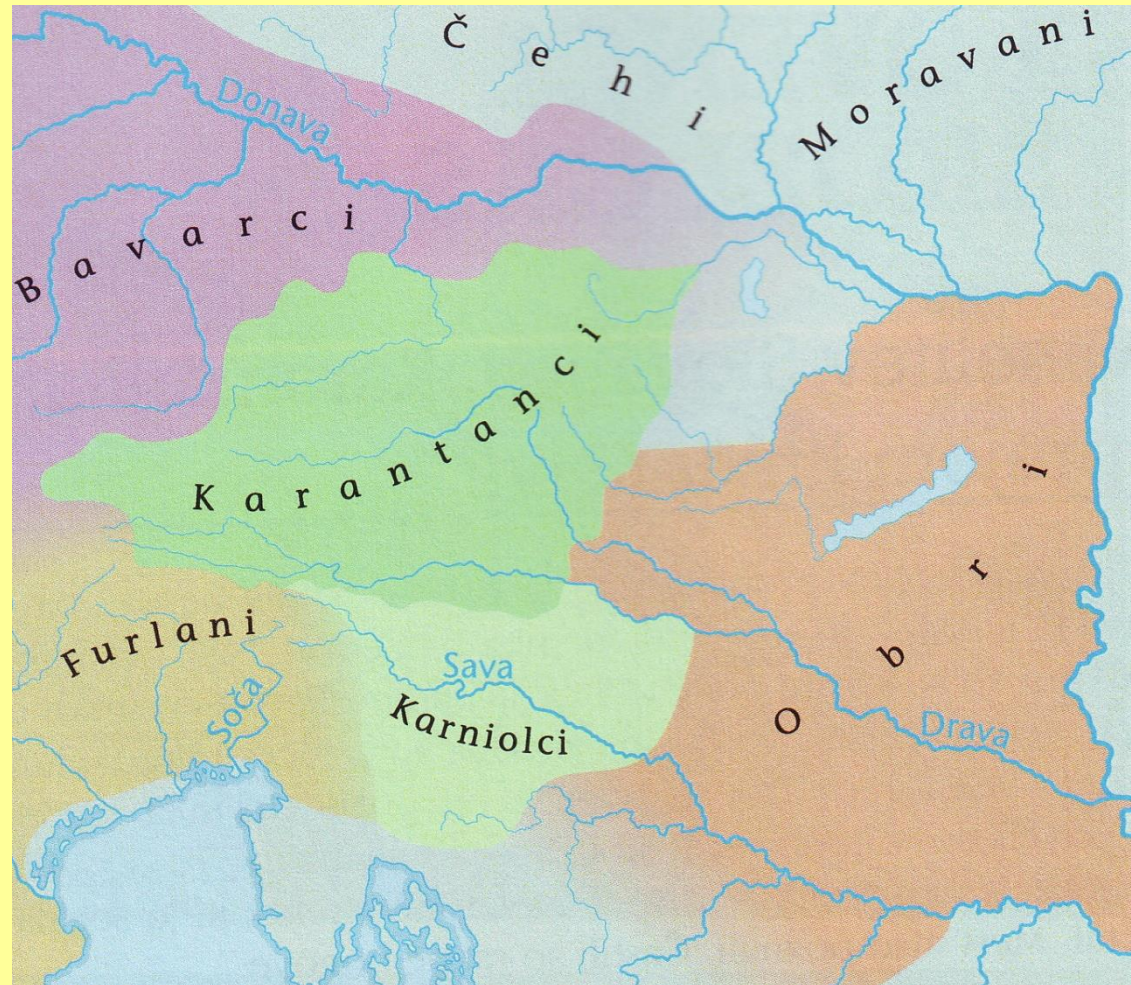 Čehi
Moravani
Donava
Bavarci
Karantanci
Obri
Furlani
Soča
Sava
Karniolci
Drava